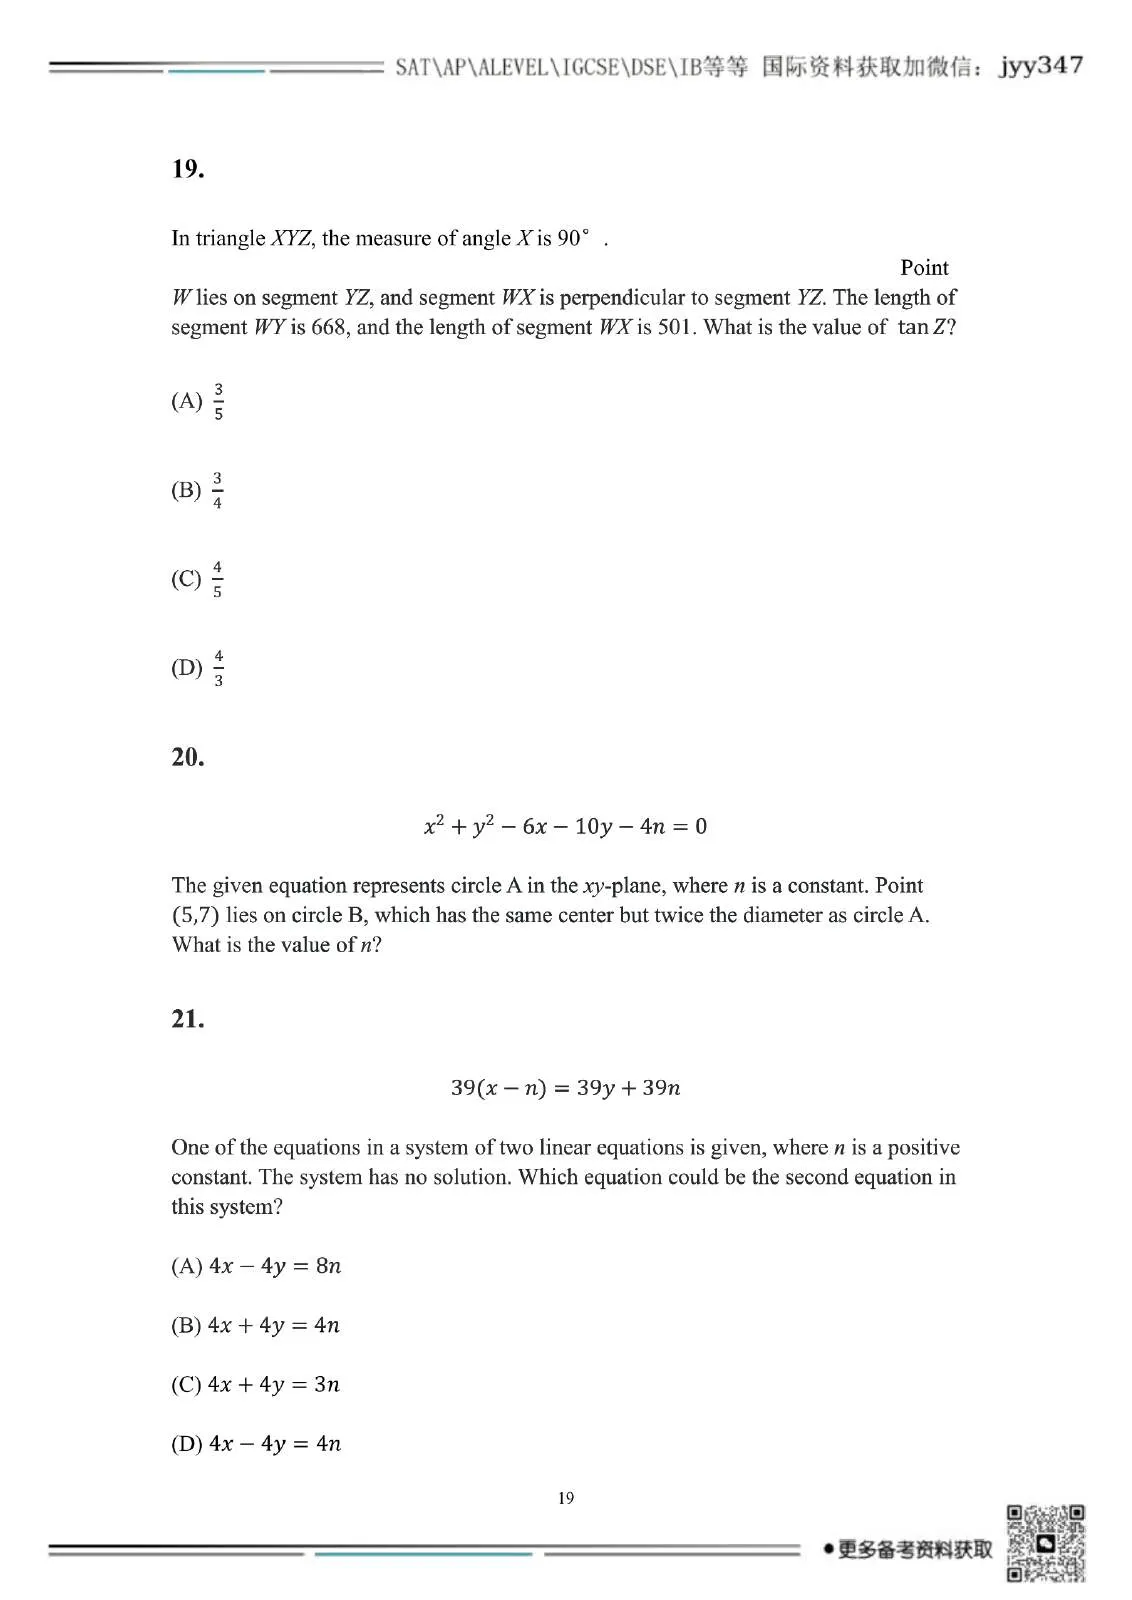 SAT\AP\ALEVEL\IGCSE\DSE\IB等等 国际资料获取加微信：jyy347
19.
In triangle XYZ, the measure of angle X is 90° .
Point
W lies on segment YZ, and segment WX is perpendicular to segment YZ. The length of
segment WY is 668, and the length of segment WX is 501. What is the value of tan Z?
(A) 3/5
(B) 3/4
(C) 4/5
(D) 4/3
20.
x² + y² − 6x − 10y − 4n = 0
The given equation represents circle A in the xy-plane, where n is a constant. Point
(5,7) lies on circle B, which has the same center but twice the diameter as circle A.
What is the value of n?
21.
39(x − n) = 39y + 39n
One of the equations in a system of two linear equations is given, where n is a positive
constant. The system has no solution. Which equation could be the second equation in
this system?
(A) 4x − 4y = 8n
(B) 4x + 4y = 4n
(C) 4x + 4y = 3n
(D) 4x − 4y = 4n
19
●更多备考资料获取